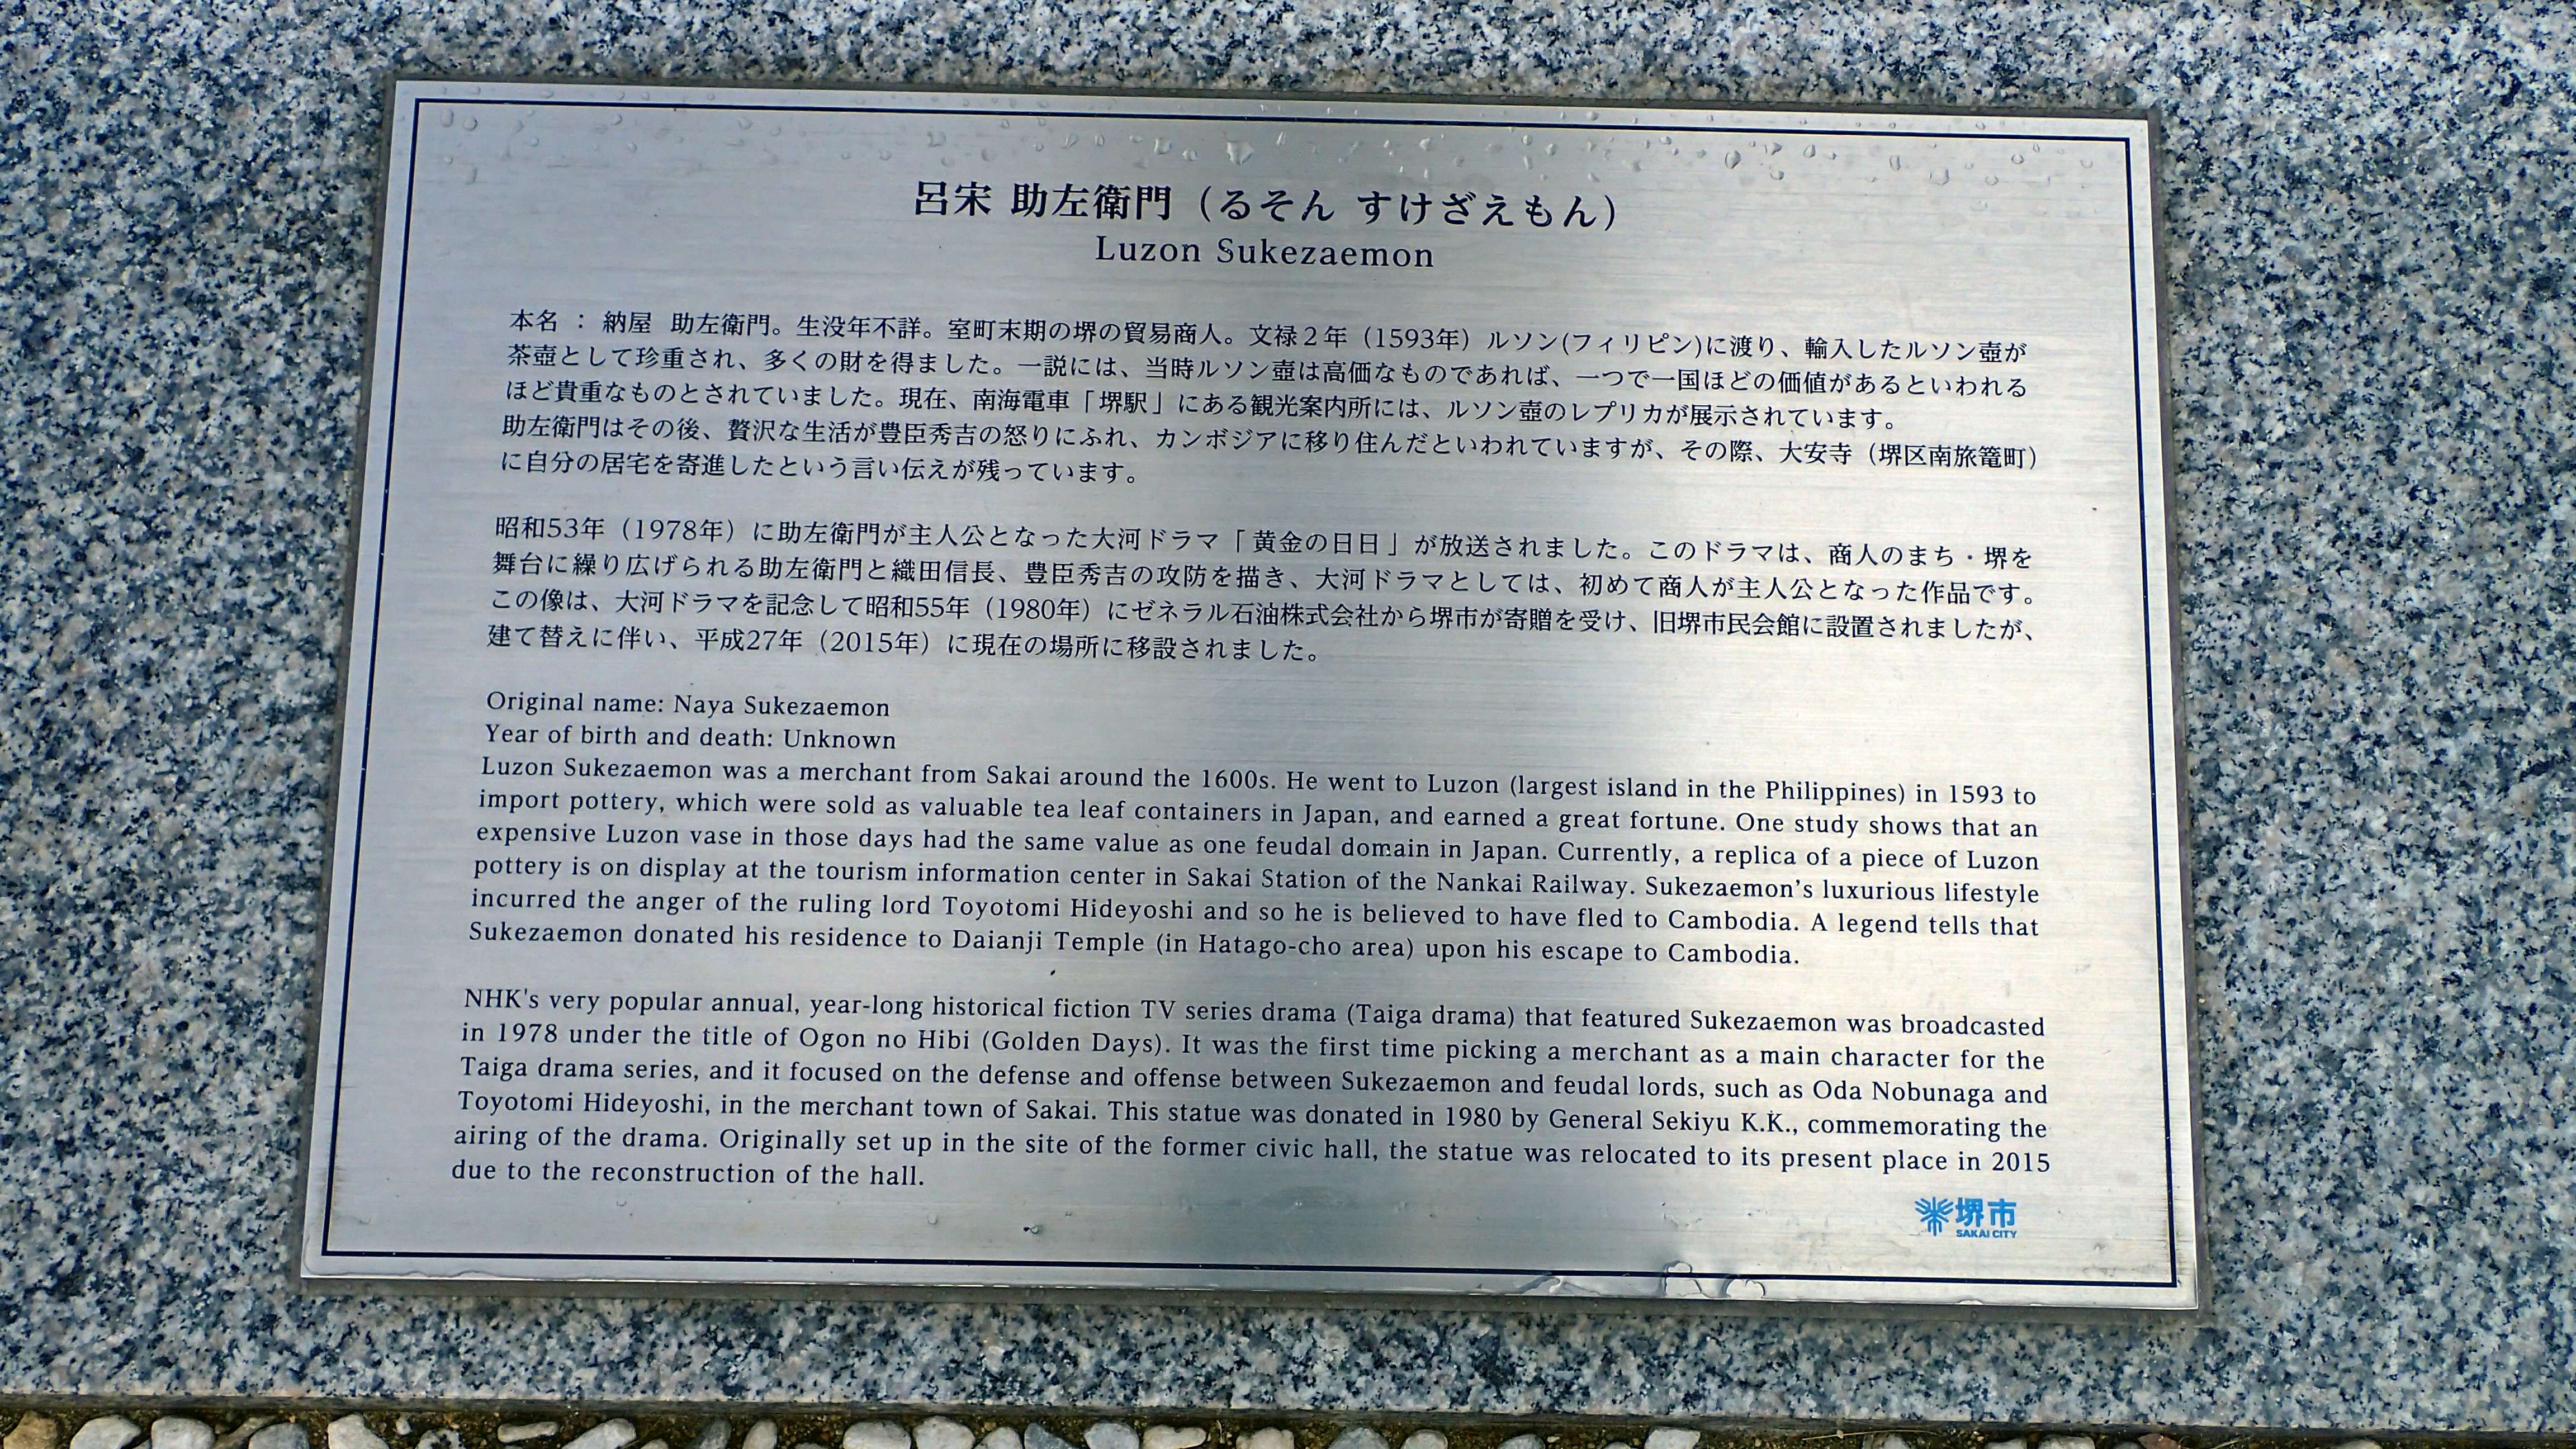 呂宋 助左衛門（るそん すけざえもん）
Luzon Sukezaemon
本名 ： 納屋 助左衛門。生没年不詳。室町末期の堺の貿易商人。文禄２年（1593年）ルソン(フィリピン)に渡り、輸入したルソン壺が
茶壺として珍重され、多くの財を得ました。一説には、当時ルソン壺は高価なものであれば、一つで一国ほどの価値があるといわれる
ほど貴重なものとされていました。現在、南海電車「堺駅」にある観光案内所には、ルソン壺のレプリカが展示されています。
助左衛門はその後、贅沢な生活が豊臣秀吉の怒りにふれ、カンボジアに移り住んだといわれていますが、その際、大安寺（堺区南旅篭町）
に自分の居宅を寄進したという言い伝えが残っています。
昭和53年（1978年）に助左衛門が主人公となった大河ドラマ「黄金の日日」が放送されました。このドラマは、商人のまち・堺を
舞台に繰り広げられる助左衛門と織田信長、豊臣秀吉の攻防を描き、大河ドラマとしては、初めて商人が主人公となった作品です。
この像は、大河ドラマを記念して昭和55年（1980年）にゼネラル石油株式会社から堺市が寄贈を受け、旧堺市民会館に設置されましたが、
建て替えに伴い、平成27年（2015年）に現在の場所に移設されました。
Original name: Naya Sukezaemon
Year of birth and death: Unknown
Luzon Sukezaemon was a merchant from Sakai around the 1600s. He went to Luzon (largest island in the Philippines) in 1593 to
import pottery, which were sold as valuable tea leaf containers in Japan, and earned a great fortune. One study shows that an
expensive Luzon vase in those days had the same value as one feudal domain in Japan. Currently, a replica of a piece of Luzon
pottery is on display at the tourism information center in Sakai Station of the Nankai Railway. Sukezaemon's luxurious lifestyle
incurred the anger of the ruling lord Toyotomi Hideyoshi and so he is believed to have fled to Cambodia. A legend tells that
Sukezaemon donated his residence to Daianji Temple (in Hatago-cho area) upon his escape to Cambodia.
NHK's very popular annual, year-long historical fiction TV series drama (Taiga drama) that featured Sukezaemon was broadcasted
in 1978 under the title of Ogon no Hibi (Golden Days). It was the first time picking a merchant as a main character for the
Taiga drama series, and it focused on the defense and offense between Sukezaemon and feudal lords, such as Oda Nobunaga and
Toyotomi Hideyoshi, in the merchant town of Sakai. This statue was donated in 1980 by General Sekiyu K.K., commemorating the
airing of the drama. Originally set up in the site of the former civic hall, the statue was relocated to its present place in 2015
due to the reconstruction of the hall.
堺市
SAKAI CITY